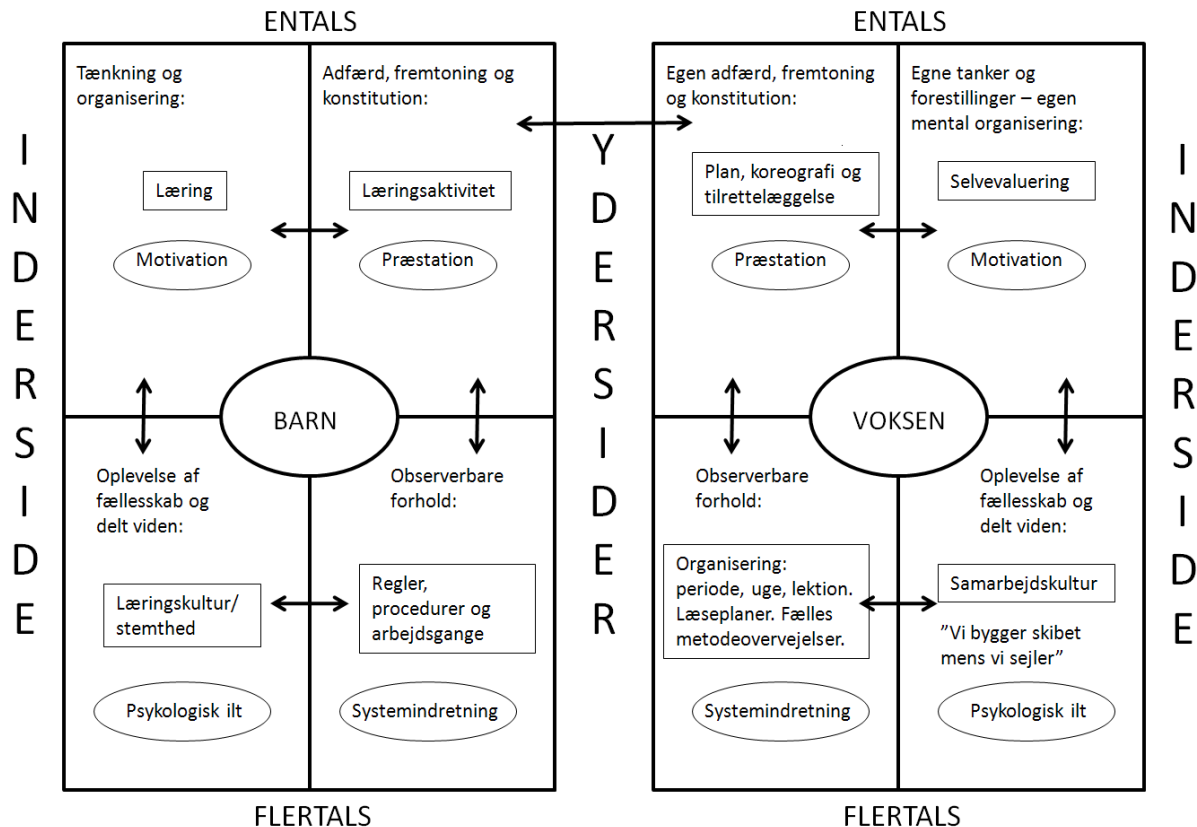 ENTALS
ENTALS
INDERSIDE
YDERSIDER
INDERSIDE
Tænkning og
organisering:
Læring
Motivation
Adfærd, fremtoning og
konstitution:
Læringsaktivitet
Præstation
BARN
Oplevelse af
fællesskab og
delt viden:
Læringskultur/
stemthed
Psykologisk ilt
Observerbare
forhold:
Regler,
procedurer og
arbejdsgange
Systemindretning
Egen adfærd, fremtoning
og konstitution:
Plan, koreografi og
tilrettelæggelse
Præstation
Egne tanker og
forestillinger – egen
mental organisering:
Selvevaluering
Motivation
VOKSEN
Observerbare
forhold:
Organisering:
periode, uge, lektion.
Læseplaner. Fælles
metodeovervejelser.
Systemindretning
Oplevelse af
fællesskab og
delt viden:
Samarbejdskultur
”Vi bygger skibet
mens vi sejler”
Psykologisk ilt
FLERTALS
FLERTALS